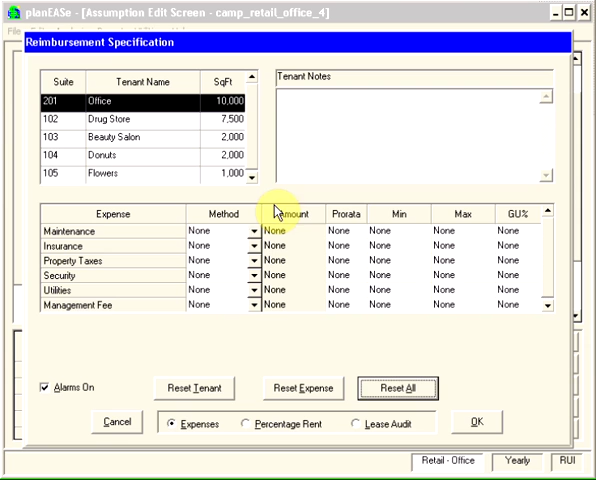 planEASe - [Assumption Edit Screen - camp_retail_office_4]
File
Reimbursement Specification
Suite Tenant Name SqFt
201 Office 10,000
102 Drug Store 7,500
103 Beauty Salon 2,000
104 Donuts 2,000
105 Flowers 1,000
Tenant Notes
Expense Method Amount Prorata Min Max GU%
Maintenance None None None None None None
Insurance None None None None None None
Property Taxes None None None None None None
Security None None None None None None
Utilities None None None None None None
Management Fee None None None None None None
Alarms On Reset Tenant Reset Expense Reset All
Cancel Expenses Percentage Rent Lease Audit OK
Retail - Office Yearly RUI